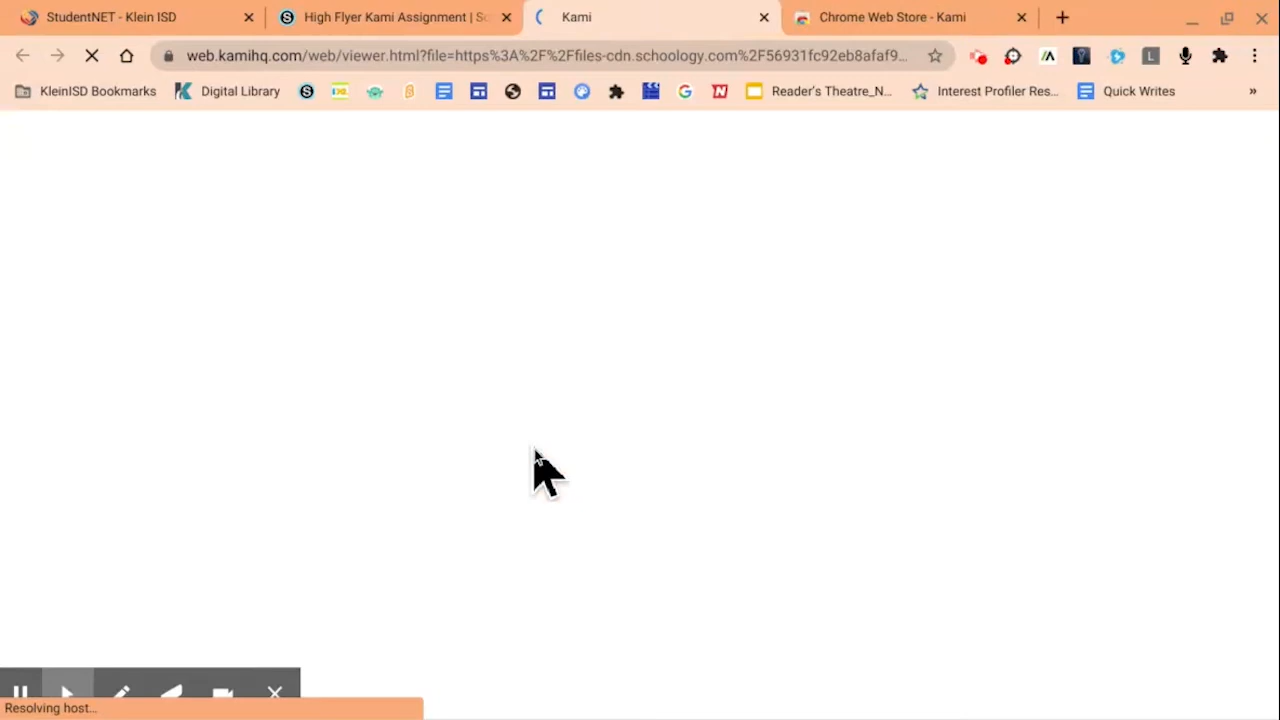 StudentNET - Klein ISD
High Flyer Kami Assignment | Sc
Kami
Chrome Web Store - Kami
web.kamihq.com/web/viewer.html?file=https%3A%2F%2Ffiles-cdn.schoology.com%2F56931fc92eb8afaf9...
KleinISD Bookmarks
Digital Library
Reader's Theatre_N...
Interest Profiler Res...
Quick Writes
»
Resolving host...